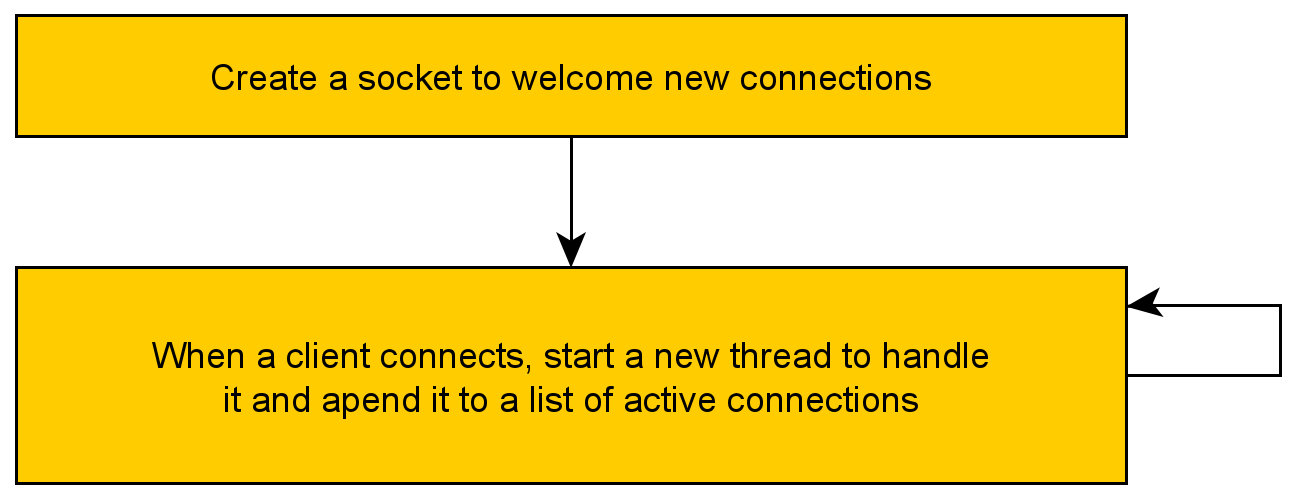 Create a socket to welcome new connections
When a client connects, start a new thread to handle
it and apend it to a list of active connections